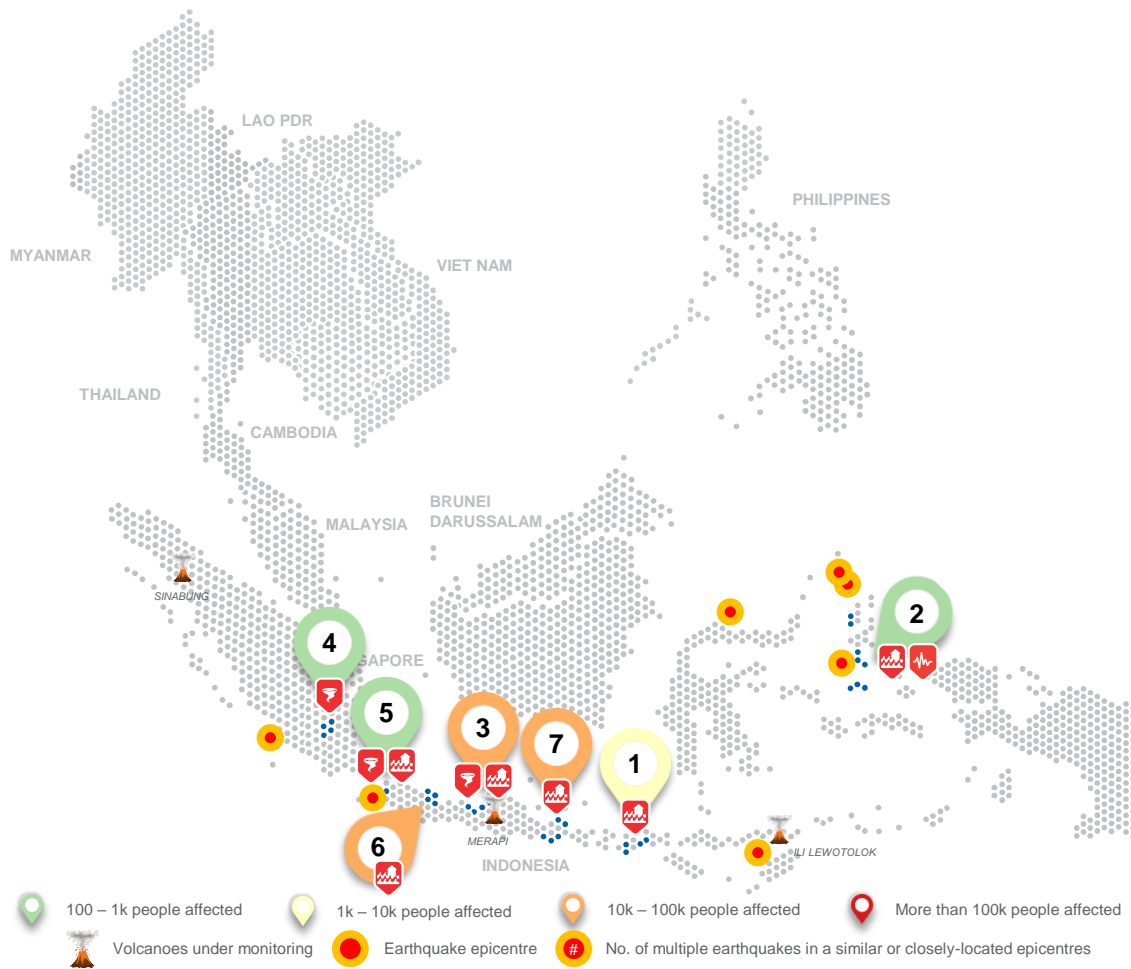 LAO PDR
PHILIPPINES
MYANMAR
VIET NAM
THAILAND
CAMBODIA
BRUNEI
DARUSSALAM
MALAYSIA
SINABUNG
2
4
GAPORE
5
3
7
1
MERAPI
6
INDONESIA
ILI LEWOTOLOK
100 – 1k people affected
1k – 10k people affected
10k – 100k people affected
More than 100k people affected
Volcanoes under monitoring
Earthquake epicentre
#
No. of multiple earthquakes in a similar or closely-located epicentres